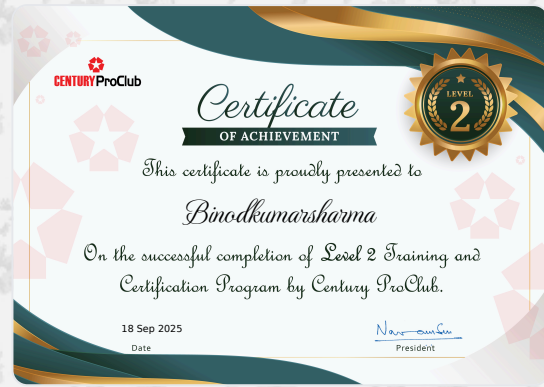 CENTURY ProClub
LEVEL
2
Certificate
OF ACHIEVEMENT
This certificate is proudly presented to
Binodkumarsharma
On the successful completion of Level 2 Training and
Certification Program by Century ProClub.
18 Sep 2025
Date
President